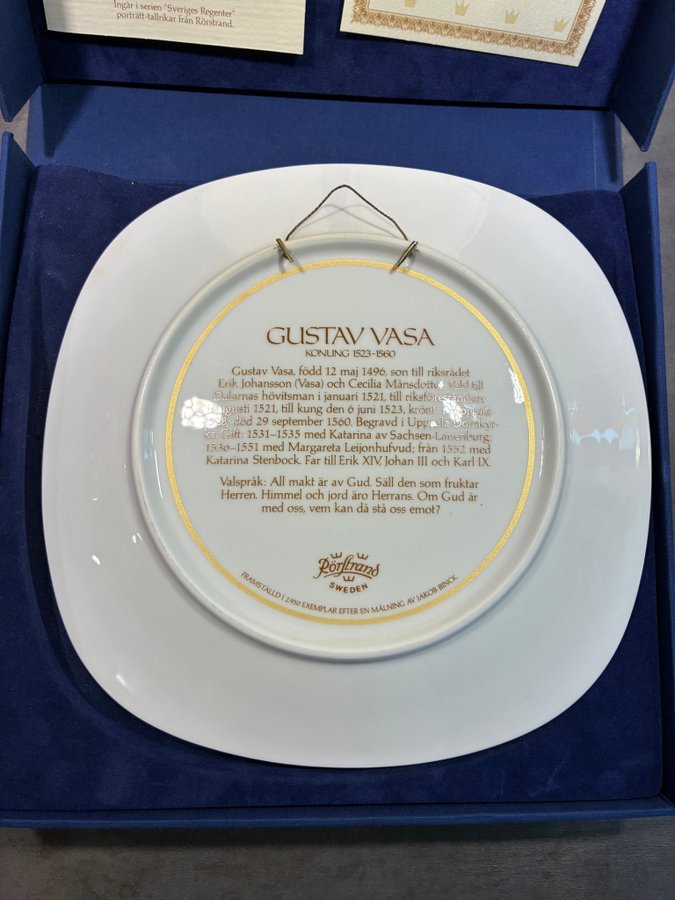 Ingår i serien "Sveriges Regenter"
porträtt-tallrikar från Rörstrand.
GUSTAV VASA
KONUNG 1523-1560
Gustav Vasa, född 12 maj 1496, son till riksrådet
Erik Johansson (Vasa) och Cecilia Månsdotter. Vald till
Dalarnas hövitsman i januari 1521, till riksföreståndare
augusti 1521, till kung den 6 juni 1523, krönt
död 29 september 1560. Begravd i Uppsala Domkyr-
ka. Gift: 1531–1535 med Katarina av Sachsen-Lauenburg;
1536–1551 med Margareta Leijonhufvud; från 1552 med
Katarina Stenbock. Far till Erik XIV, Johan III och Karl IX.
Valspråk: All makt är av Gud. Säll den som fruktar
Herren. Himmel och jord äro Herrans. Om Gud är
med oss, vem kan då stå oss emot?
Rörstrand
SWEDEN
FRAMSTÄLLD I 2.950 EXEMPLAR EFTER EN MÅLNING AV JAKOB BINCK